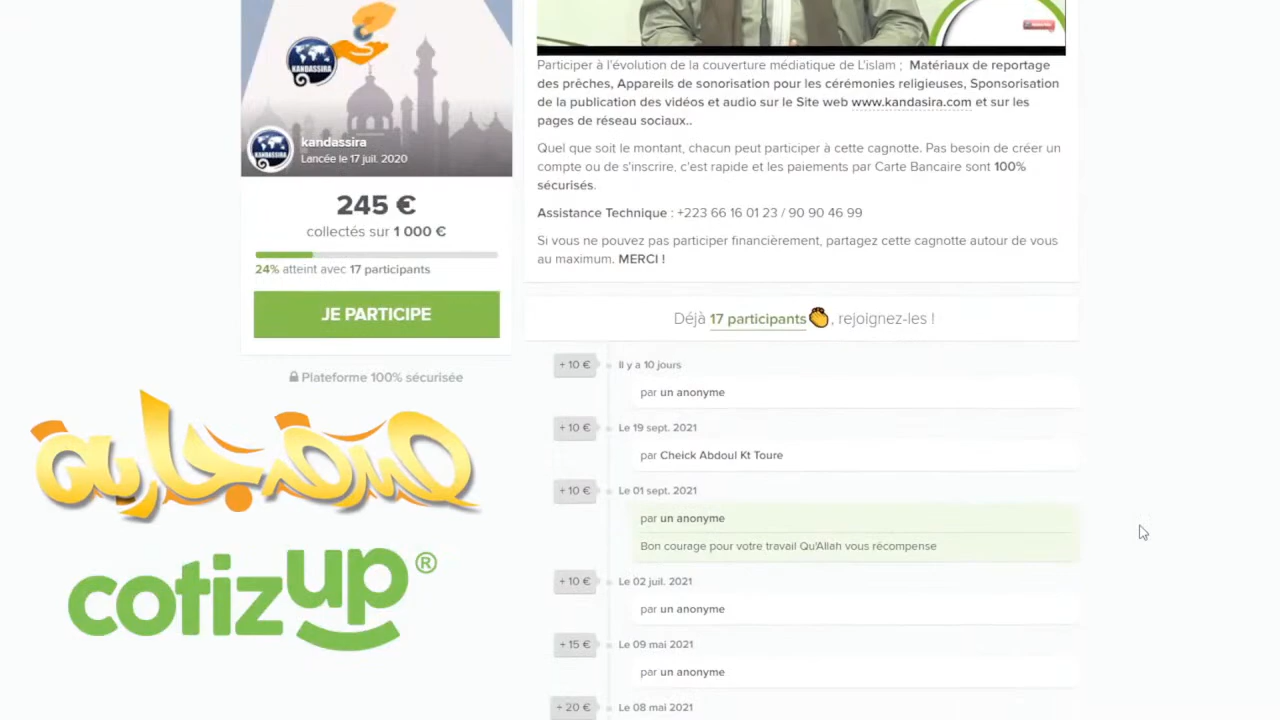 KANDASSIRA
kandassira
Lancée le 17 juil. 2020
245 €
collectés sur 1 000 €
24% atteint avec 17 participants
JE PARTICIPE
Plateforme 100% sécurisée
صدقة جارية
cotizup®
Participer à l'évolution de la couverture médiatique de L'islam ; Matériaux de reportage
des prêches, Appareils de sonorisation pour les cérémonies religieuses, Sponsorisation
de la publication des vidéos et audio sur le Site web www.kandasira.com et sur les
pages de réseau sociaux..
Quel que soit le montant, chacun peut participer à cette cagnotte. Pas besoin de créer un
compte ou de s'inscrire, c'est rapide et les paiements par Carte Bancaire sont 100%
sécurisés.
Assistance Technique : +223 66 16 01 23 / 90 90 46 99
Si vous ne pouvez pas participer financièrement, partagez cette cagnotte autour de vous
au maximum. MERCI !
Déjà 17 participants , rejoignez-les !
+ 10 € Il y a 10 jours
par un anonyme
+ 10 € Le 19 sept. 2021
par Cheick Abdoul Kt Toure
+ 10 € Le 01 sept. 2021
par un anonyme
Bon courage pour votre travail Qu'Allah vous récompense
+ 10 € Le 02 juil. 2021
par un anonyme
+ 15 € Le 09 mai 2021
par un anonyme
+ 20 € Le 08 mai 2021